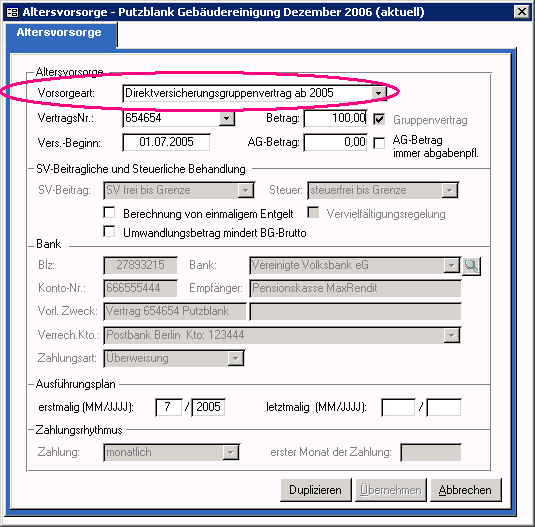 Altersvorsorge - Putzblank Gebäudereinigung Dezember 2006 (aktuell)
Altersvorsorge
Altersvorsorge
Vorsorgeart: Direktversicherungsgruppenvertrag ab 2005
VertragsNr.: 654654 Betrag: 100,00 Gruppenvertrag
Vers.-Beginn: 01.07.2005 AG-Betrag: 0,00 AG-Betrag
immer abgabenpfl.
SV-Beitragliche und Steuerliche Behandlung
SV-Beitrag: SV frei bis Grenze Steuer: steuerfrei bis Grenze
Berechnung von einmaligem Entgelt Vervielfältigungsregelung
Umwandlungsbetrag mindert BG-Brutto
Bank
Blz: 27893215 Bank: Vereinigte Volksbank eG
Konto-Nr.: 666555444 Empfänger: Pensionskasse MaxRendit
Vorl. Zweck: Vertrag 654654 Putzblank
Verrech.Kto.: Postbank Berlin Kto: 123444
Zahlungsart: Überweisung
Ausführungsplan
erstmalig (MM/JJJJ): 7 / 2005 letztmalig (MM/JJJJ): /
Zahlungsrhythmus
Zahlung: monatlich erster Monat der Zahlung:
Duplizieren Übernehmen Abbrechen